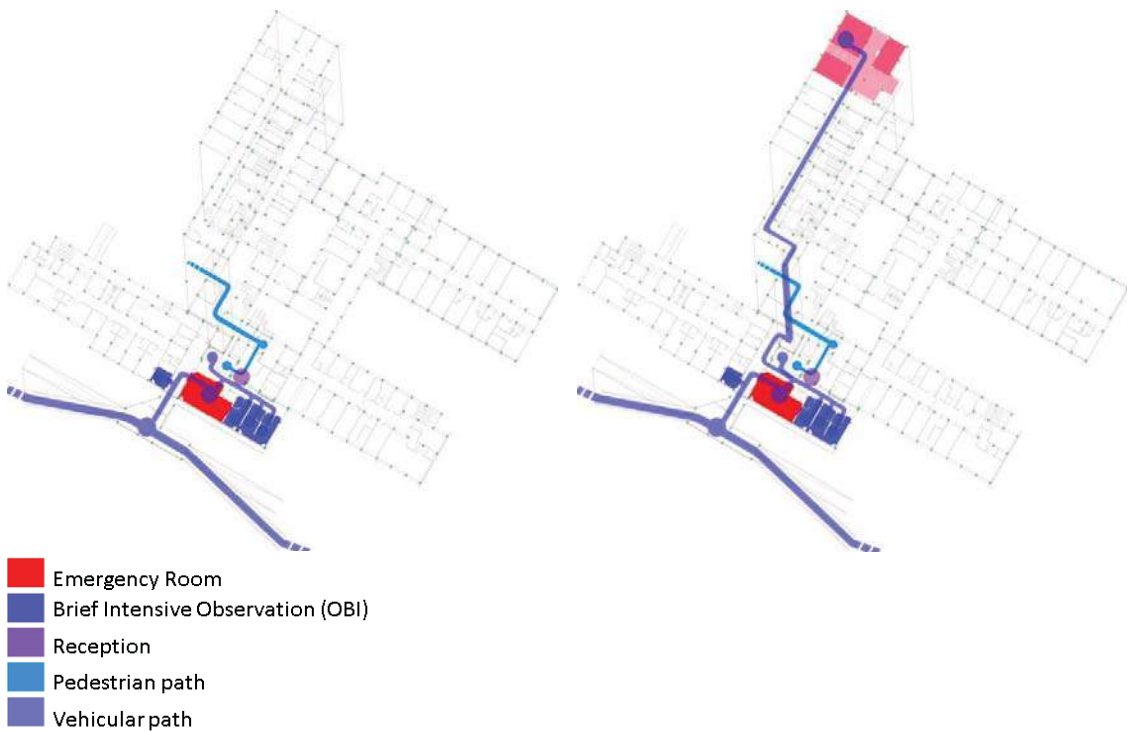 Emergency Room
Brief Intensive Observation (OBI)
Reception
Pedestrian path
Vehicular path